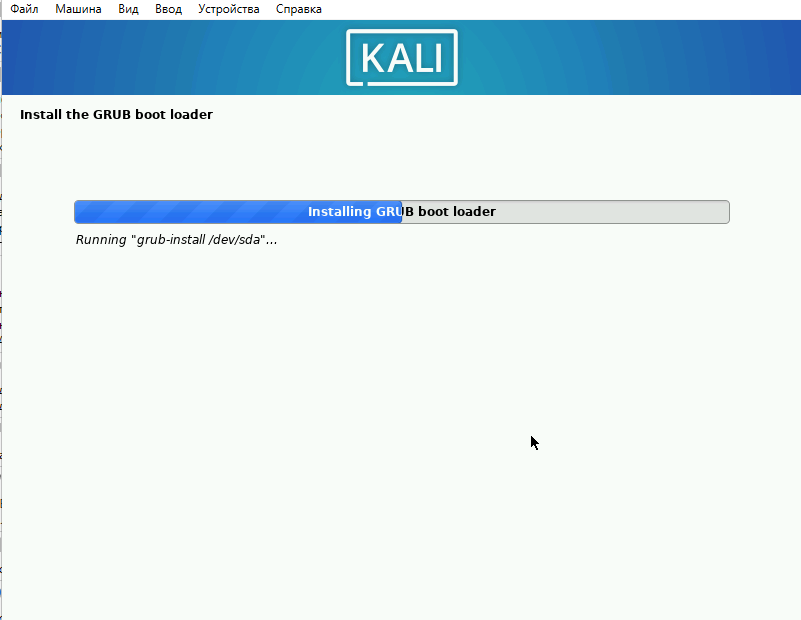 Файл Машина Вид Ввод Устройства Справка
KALI
Install the GRUB boot loader
Installing GRUB boot loader
Running "grub-install /dev/sda"...